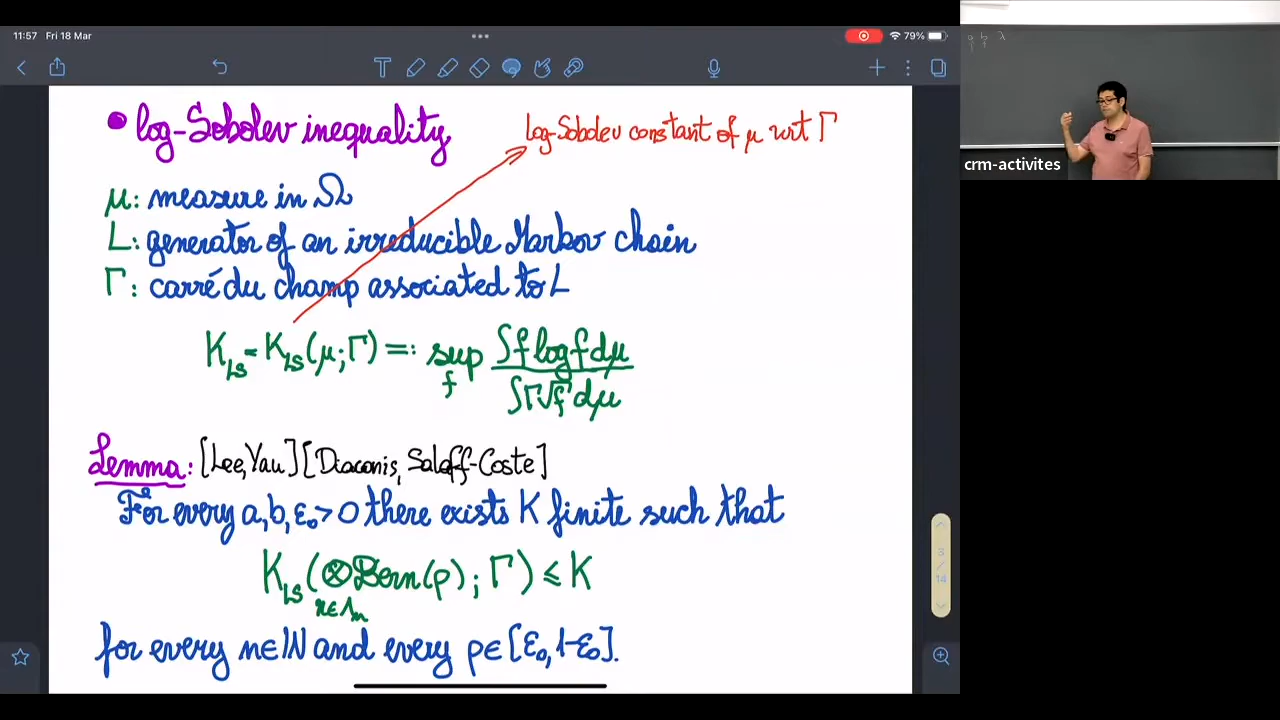 11:57 Fri 18 Mar
79%
• log-Sobolev inequality
log-Sobolev constant of μ wrt Γ
μ: measure in Ω
L: generator of an irreducible Markov chain
Γ: carré du champ associated to L
K_LS = K_LS(μ; Γ) =: sup_f ∫f log f dμ / ∫Γ√f dμ
Lemma: [Lee, Yau] [Diaconis, Saloff-Coste]
For every a, b, ε₀ > 0 there exists K finite such that
K_LS(⊗_{x∈Λ_n} Bern(p); Γ) ≤ K
for every n∈ℕ and every p∈[ε₀, 1-ε₀].
3
/
14
a b λ
crm-activites